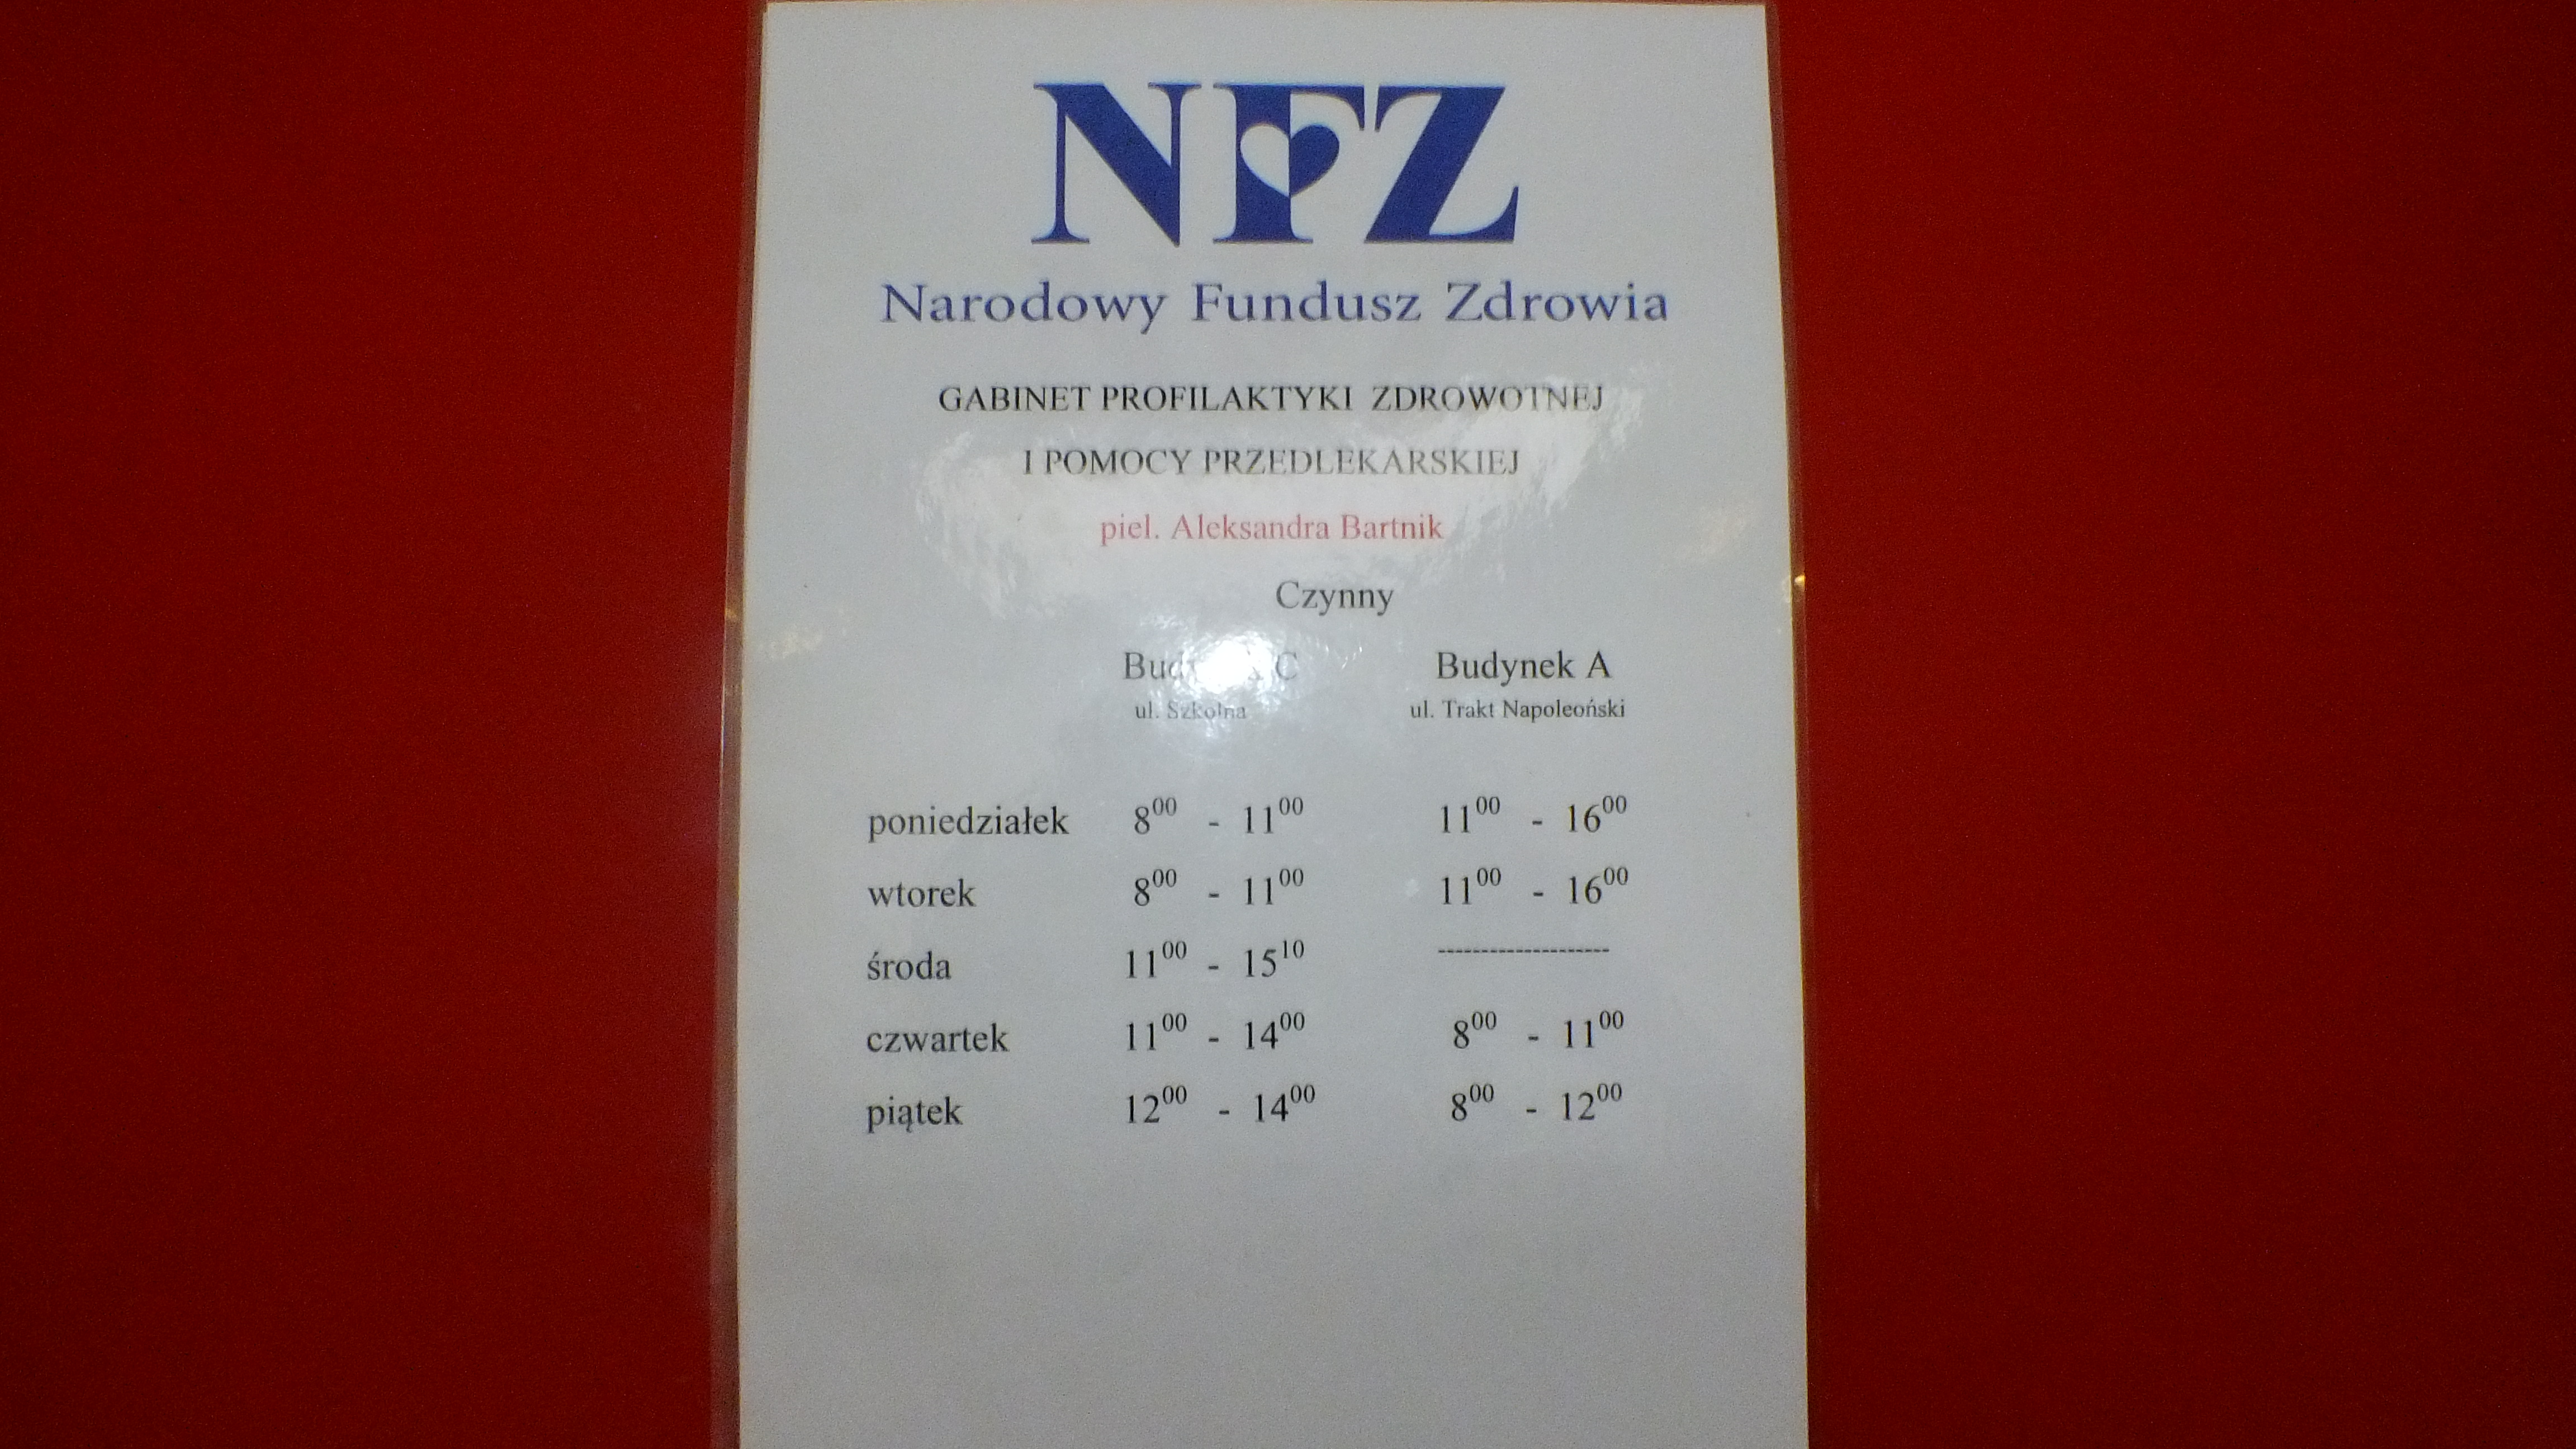 NFZ
Narodowy Fundusz Zdrowia
GABINET PROFILAKTYKI ZDROWOTNEJ
I POMOCY PRZEDLEKARSKIEJ
piel. Aleksandra Bartnik
Czynny
Budynek C Budynek A
ul. Szkolna ul. Trakt Napoleoński
poniedziałek 8⁰⁰ - 11⁰⁰ 11⁰⁰ - 16⁰⁰
wtorek 8⁰⁰ - 11⁰⁰ 11⁰⁰ - 16⁰⁰
środa 11⁰⁰ - 15¹⁰ --------------------
czwartek 11⁰⁰ - 14⁰⁰ 8⁰⁰ - 11⁰⁰
piątek 12⁰⁰ - 14⁰⁰ 8⁰⁰ - 12⁰⁰